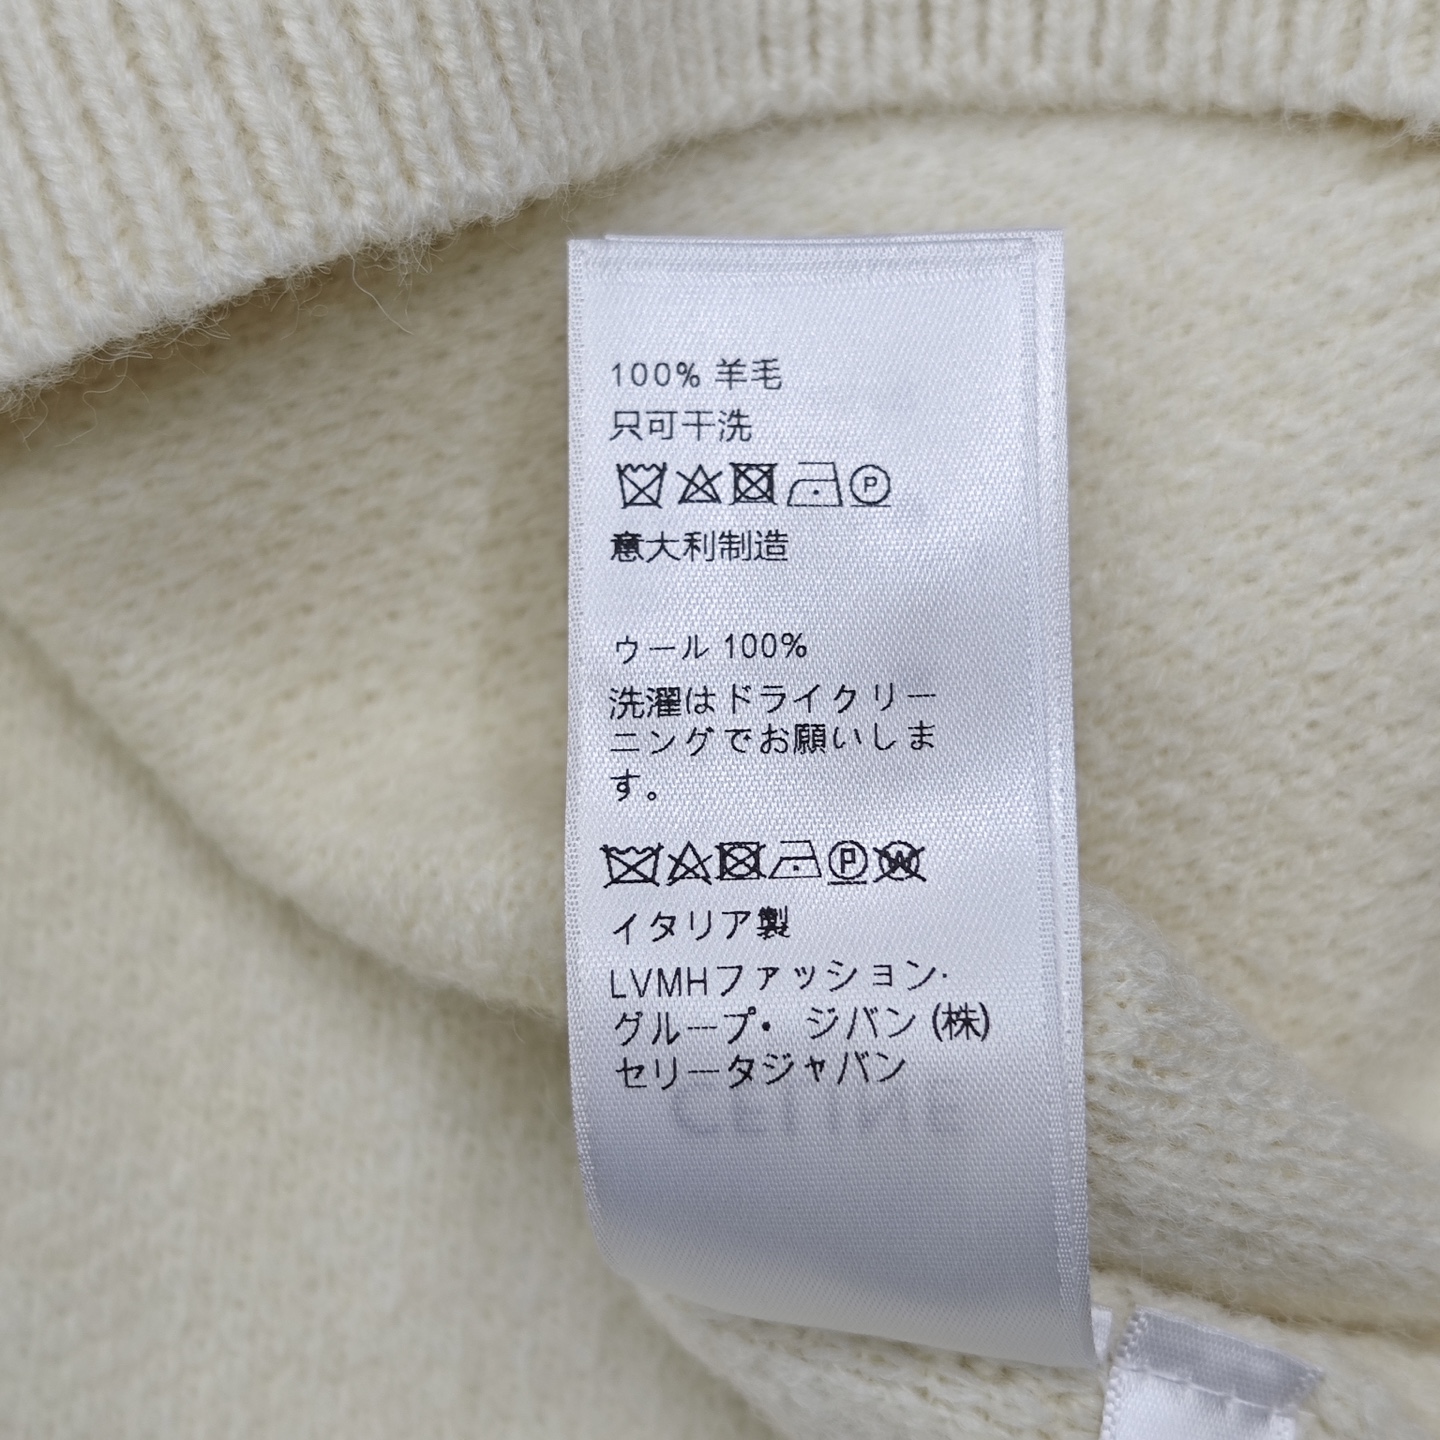 100% 羊毛
只可干洗
P
意大利制造
ウール 100%
洗濯はドライクリー
ニングでお願いしま
す。
P W
イタリア製
LVMHファッション・
グループ・ ジバン (株)
セリータジャバン
CELINE